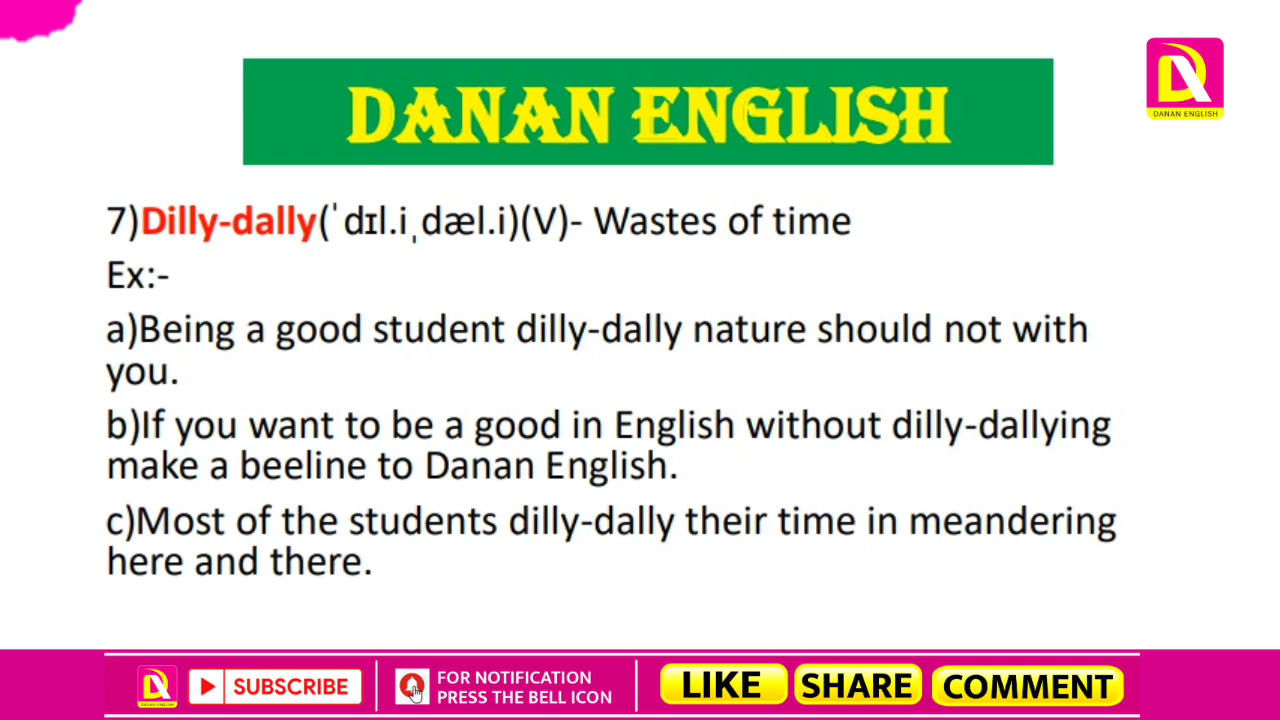 DANAN ENGLISH
DANAN ENGLISH
7)Dilly-dally(ˈdɪl.iˌdæl.i)(V)- Wastes of time
Ex:-
a)Being a good student dilly-dally nature should not with
you.
b)If you want to be a good in English without dilly-dallying
make a beeline to Danan English.
c)Most of the students dilly-dally their time in meandering
here and there.
DANAN ENGLISH
SUBSCRIBE
FOR NOTIFICATION
PRESS THE BELL ICON
LIKE
SHARE
COMMENT